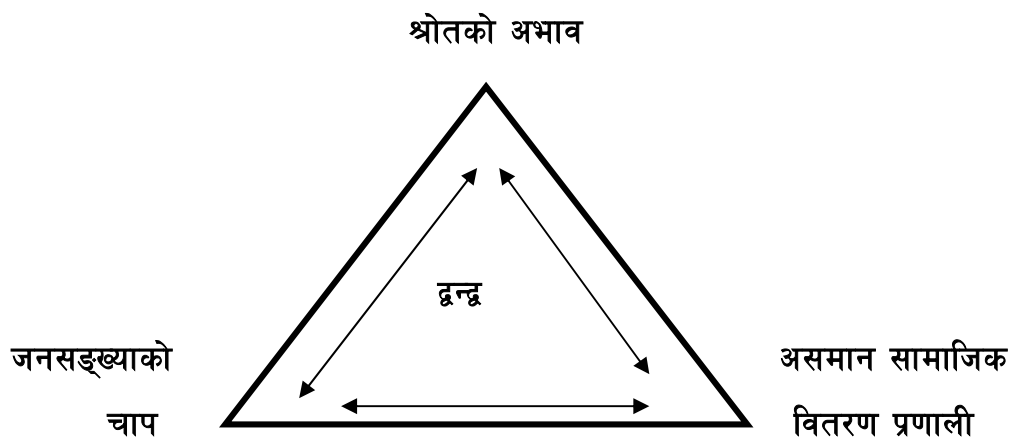 श्रोतको अभाव
द्वन्द्व
जनसङ्ख्याको
चाप
असमान सामाजिक
वितरण प्रणाली